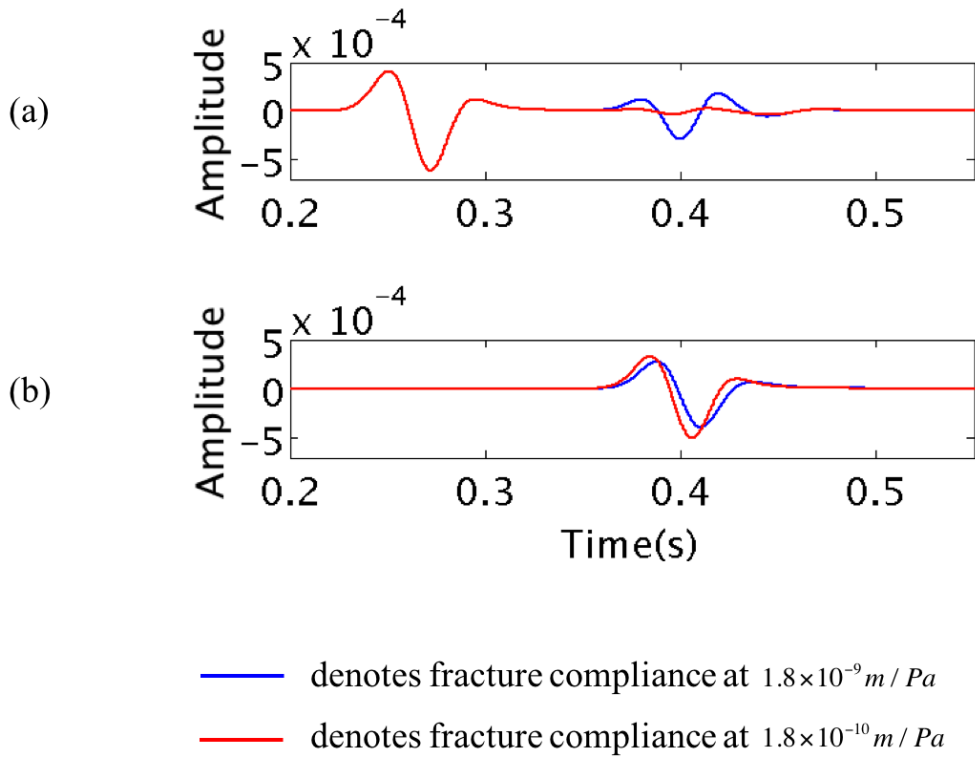 (a)
Amplitude
5 x 10⁻⁴
0
−5
0.2 0.3 0.4 0.5
(b)
Amplitude
5 x 10⁻⁴
0
−5
0.2 0.3 0.4 0.5
Time(s)
denotes fracture compliance at 1.8×10⁻⁹ m / Pa
denotes fracture compliance at 1.8×10⁻¹⁰ m / Pa